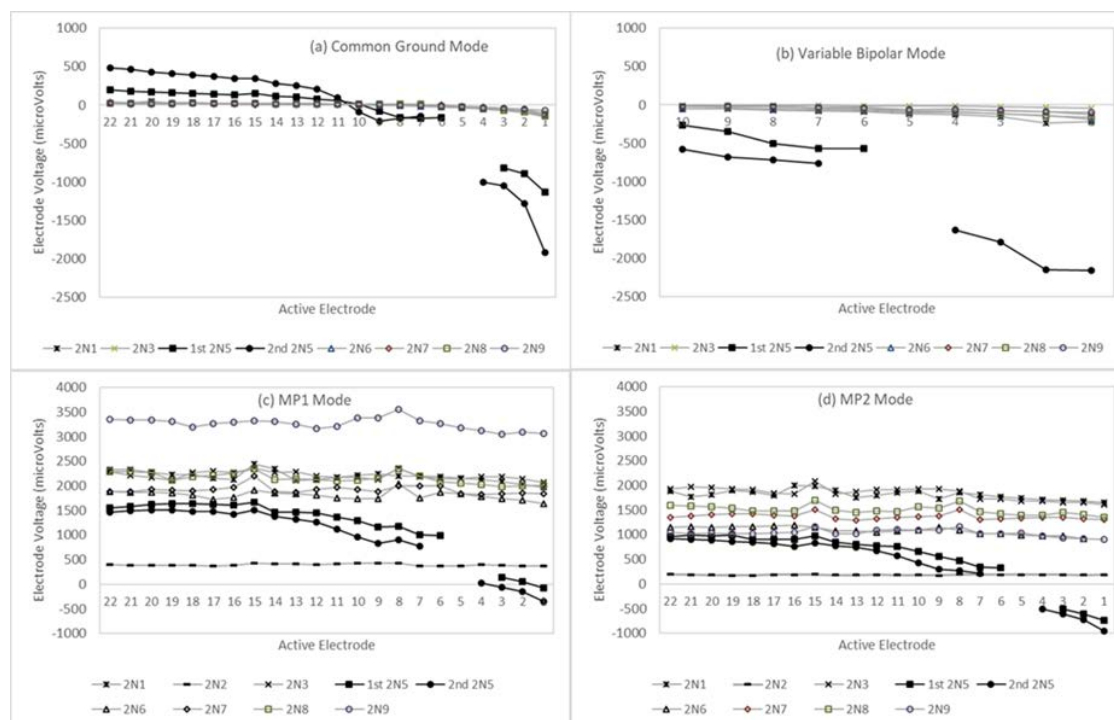 (a) Common Ground Mode
1000
500
0
-500
-1000
-1500
-2000
-2500
Electrode Voltage (microVolts)
22 21 20 19 18 17 16 15 14 13 12 11 10 9 8 7 6 5 4 3 2 1
Active Electrode
2N1 2N3 1st 2N5 2nd 2N5 2N6 2N7 2N8 2N9
(b) Variable Bipolar Mode
1000
500
0
-500
-1000
-1500
-2000
-2500
Electrode Voltage (microVolts)
10 9 8 7 6 5 4 3
Active Electrode
2N1 2N3 1st 2N5 2nd 2N5 2N6 2N7 2N8 2N9
(c) MP1 Mode
4000
3500
3000
2500
2000
1500
1000
500
0
-500
-1000
Electrode Voltage (microVolts)
22 21 20 19 18 17 16 15 14 13 12 11 10 9 8 7 6 5 4 3 2 1
Active Electrode
2N1 2N2 2N3 1st 2N5 2nd 2N5
2N6 2N7 2N8 2N9
(d) MP2 Mode
4000
3500
3000
2500
2000
1500
1000
500
0
-500
-1000
Electrode Voltage (microVolts)
22 21 20 19 18 17 16 15 14 13 12 11 10 9 8 7 6 5 4 3 2 1
Active Electrode
2N1 2N2 2N3 1st 2N5 2nd 2N5
2N6 2N7 2N8 2N9